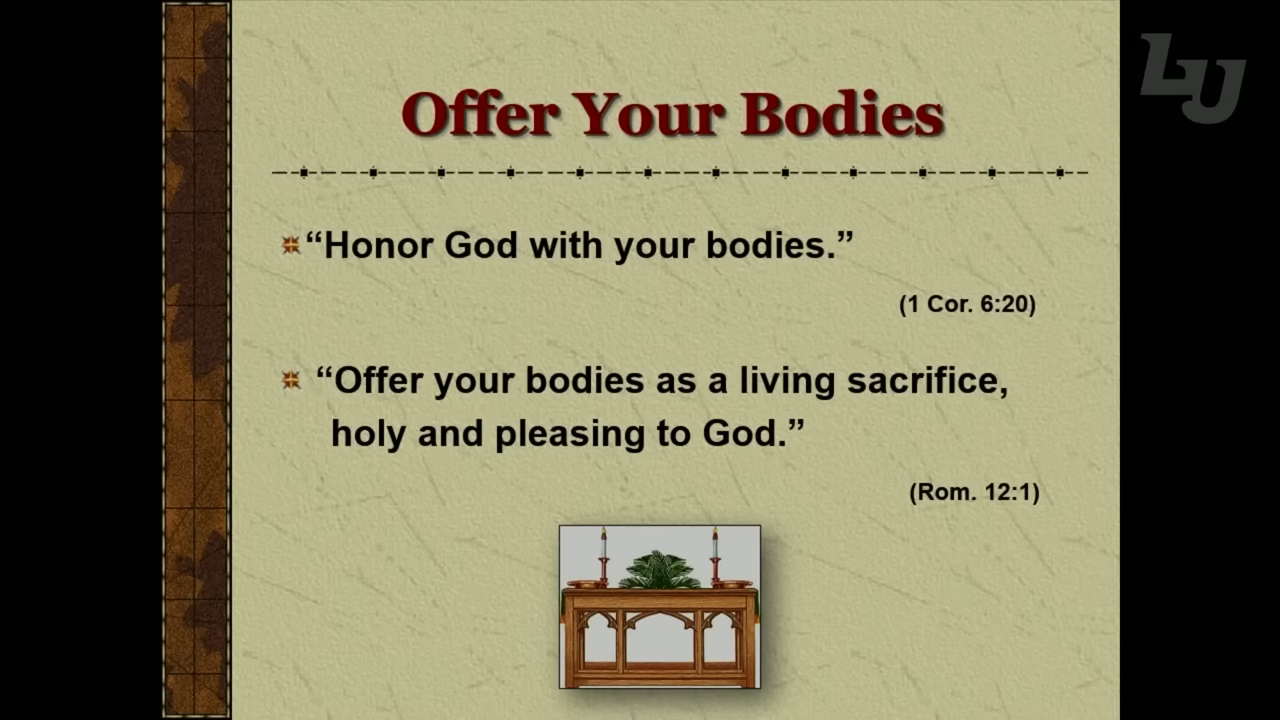 LU
Offer Your Bodies
“Honor God with your bodies.”
(1 Cor. 6:20)
“Offer your bodies as a living sacrifice,
holy and pleasing to God.”
(Rom. 12:1)